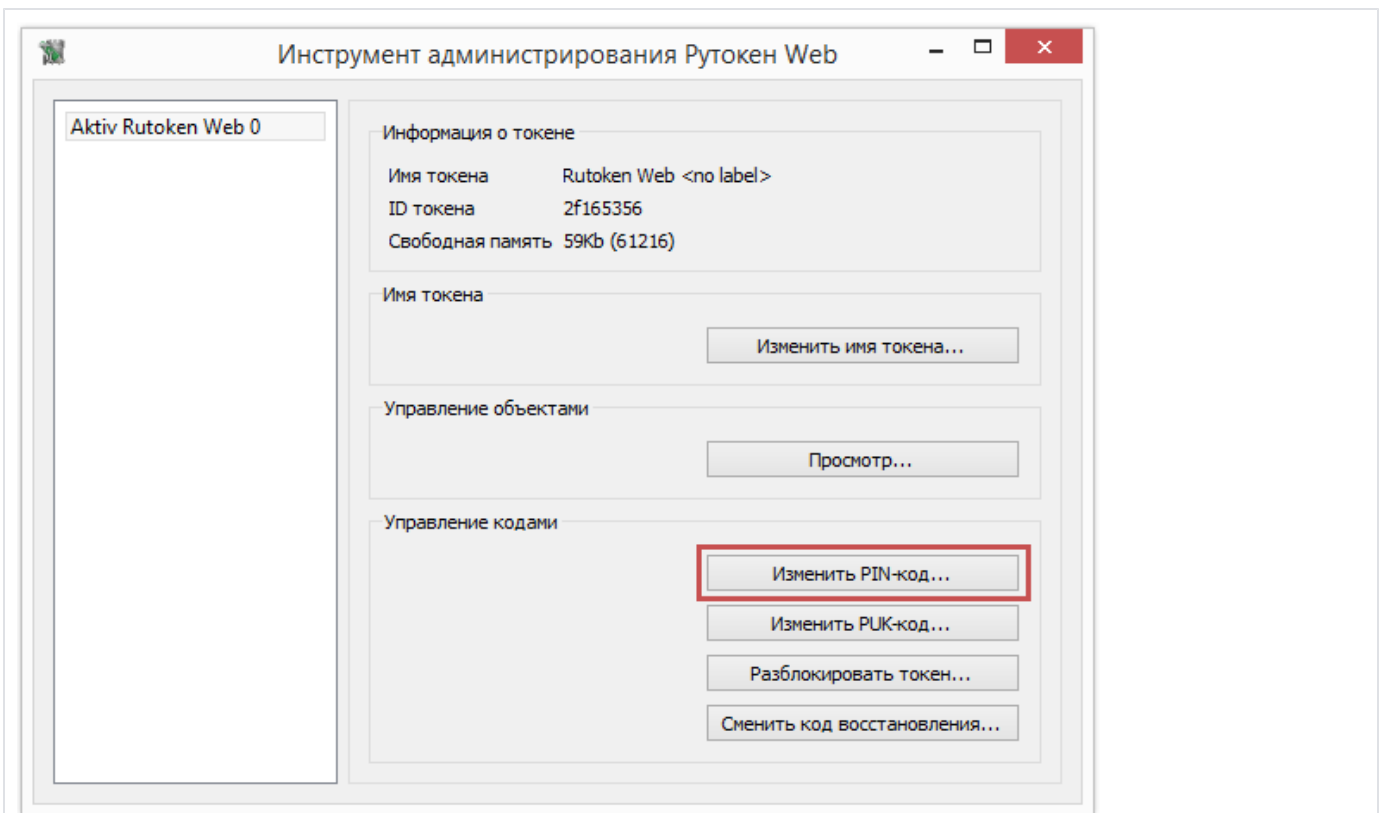 Инструмент администрирования Рутокен Web
Aktiv Rutoken Web 0
Информация о токене
Имя токена Rutoken Web <no label>
ID токена 2f165356
Свободная память 59Kb (61216)
Имя токена
Изменить имя токена...
Управление объектами
Просмотр...
Управление кодами
Изменить PIN-код...
Изменить PUK-код...
Разблокировать токен...
Сменить код восстановления...